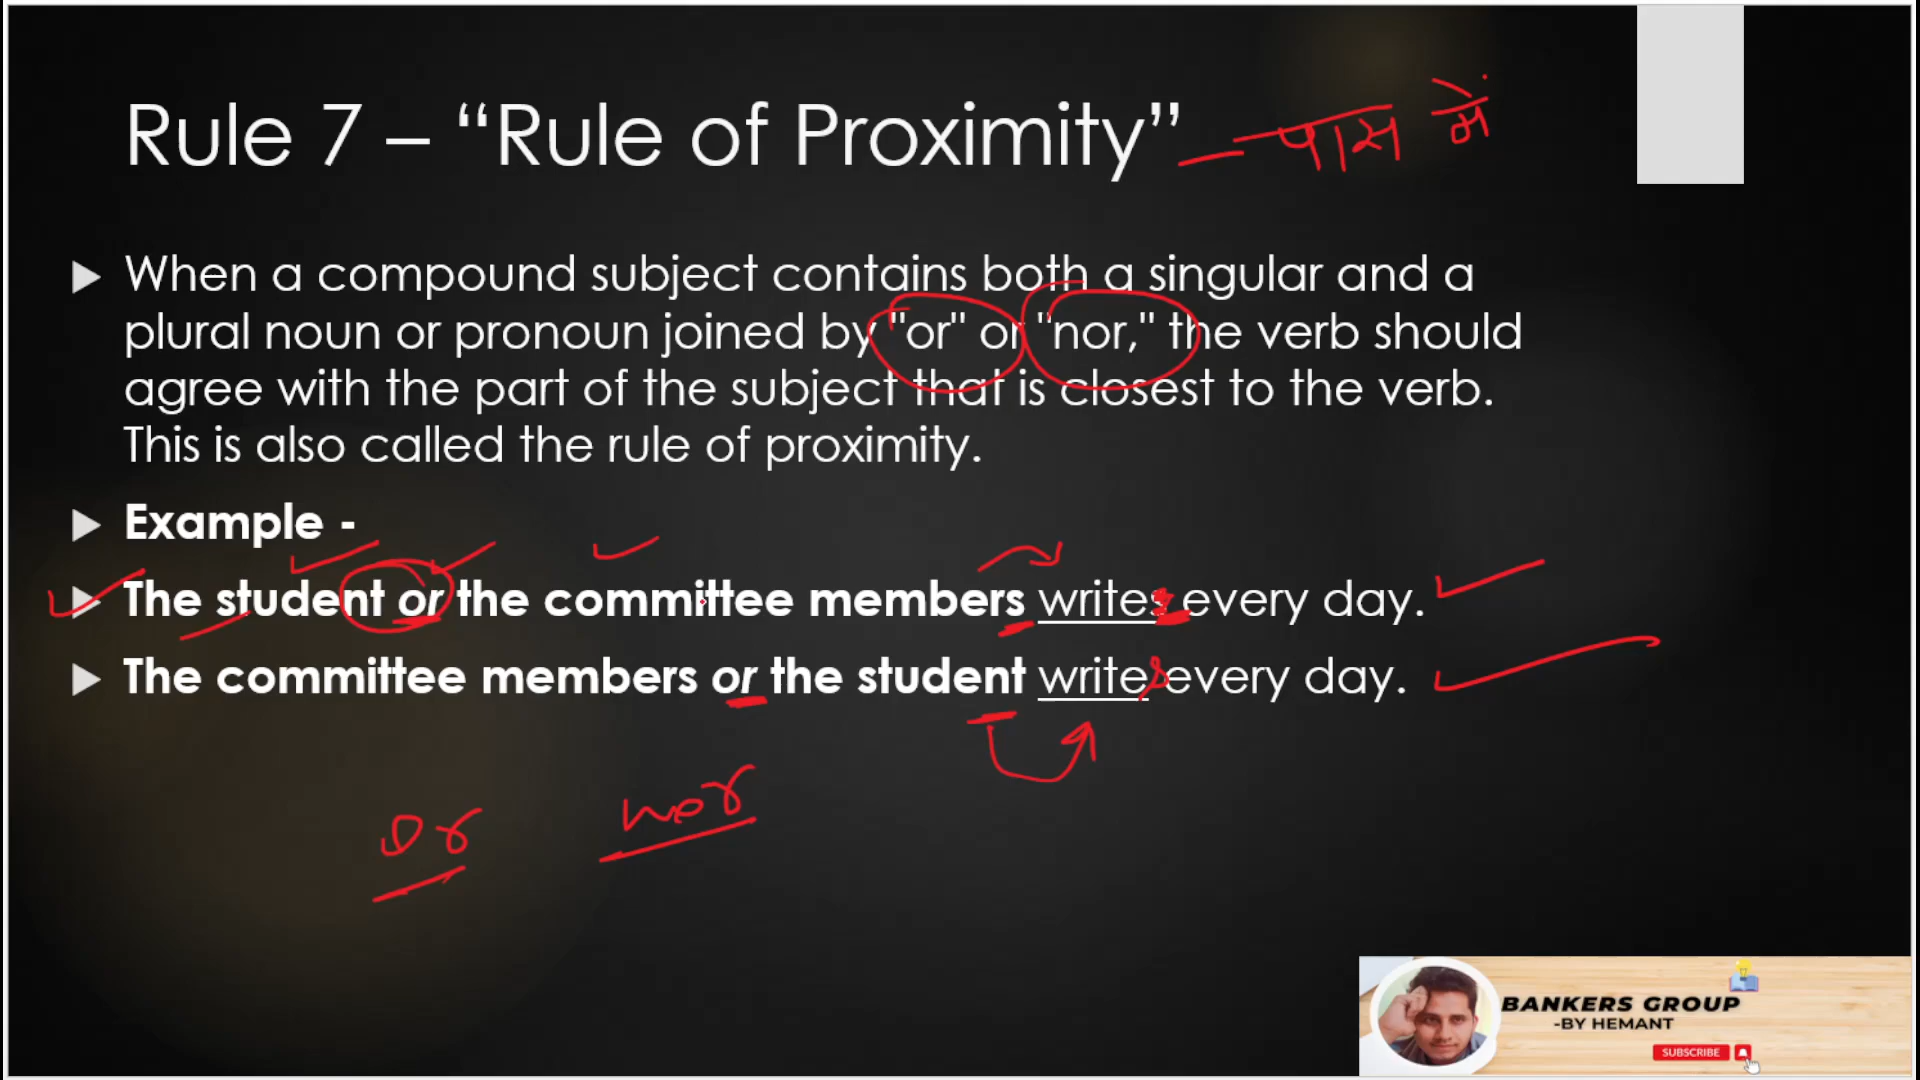 Rule 7 – “Rule of Proximity” – पास में
When a compound subject contains both a singular and a
plural noun or pronoun joined by "or" or "nor," the verb should
agree with the part of the subject that is closest to the verb.
This is also called the rule of proximity.
Example -
The student or the committee members writes every day.
The committee members or the student writes every day.
or nor
BANKERS GROUP
-BY HEMANT
SUBSCRIBE